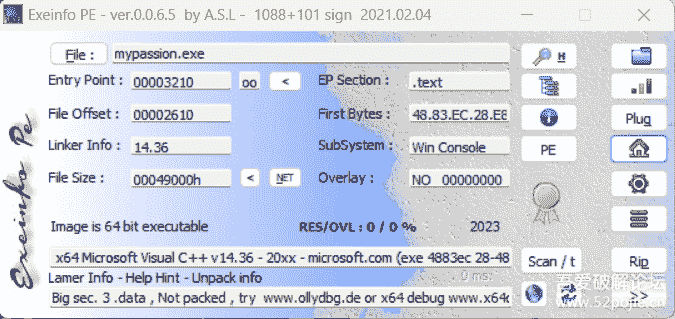 Exeinfo PE - ver.0.0.6.5 by A.S.L - 1088+101 sign 2021.02.04
File : mypassion.exe H
Entry Point : 00003210 oo < EP Section : .text
File Offset : 00002610 First Bytes : 48.83.EC.28.E8 Plug
Linker Info : 14.36 SubSystem : Win Console PE
File Size : 00049000h < NET Overlay : NO 00000000
Image is 64 bit executable RES/OVL : 0 / 0 % 2023
x64 Microsoft Visual C++ v14.36 - 20xx - microsoft.com (exe 4883ec 28-48 Scan / t Rip
Lamer Info - Help Hint - Unpack info 0 ms.
Big sec. 3 .data , Not packed , try www.ollydbg.de or x64 debug www.x64d >>
Exeinfo Pe
吾爱破解论坛
www.52pojie.cn